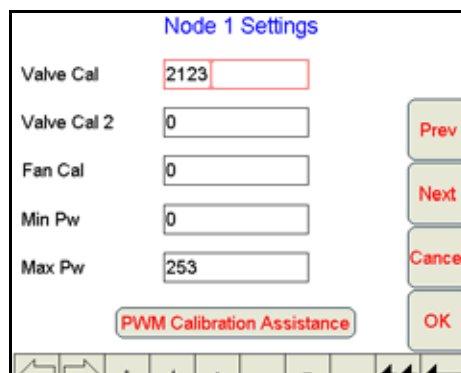 Node 1 Settings
Valve Cal 2123
Valve Cal 2 0
Fan Cal 0
Min Pw 0
Max Pw 253
PWM Calibration Assistance
Prev
Next
Cance
OK